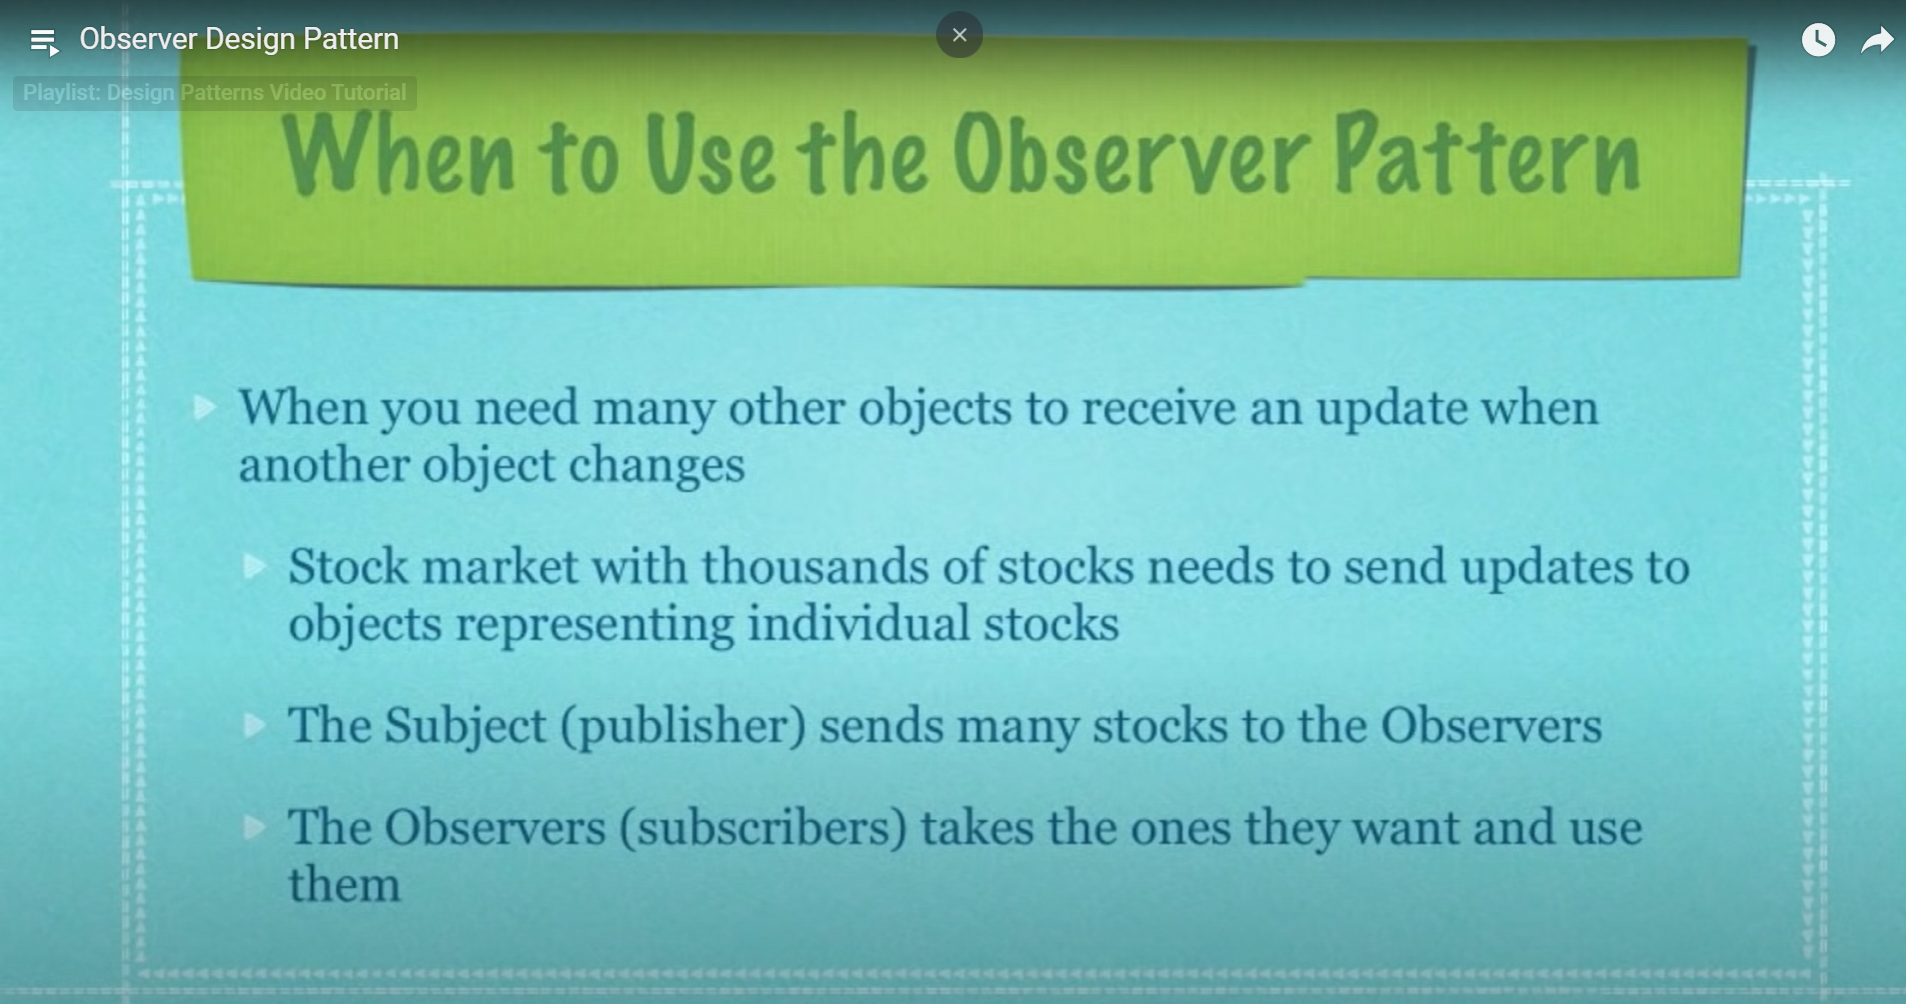 Observer Design Pattern
Playlist: Design Patterns Video Tutorial
When to Use the Observer Pattern
When you need many other objects to receive an update when
another object changes
Stock market with thousands of stocks needs to send updates to
objects representing individual stocks
The Subject (publisher) sends many stocks to the Observers
The Observers (subscribers) takes the ones they want and use
them